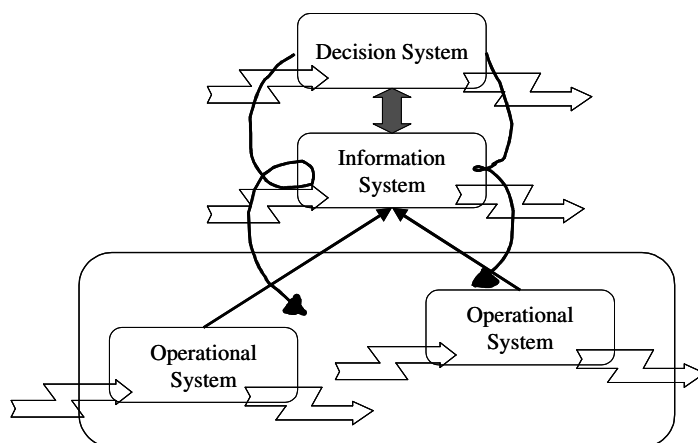 Decision System
Information
System
Operational
System
Operational
System